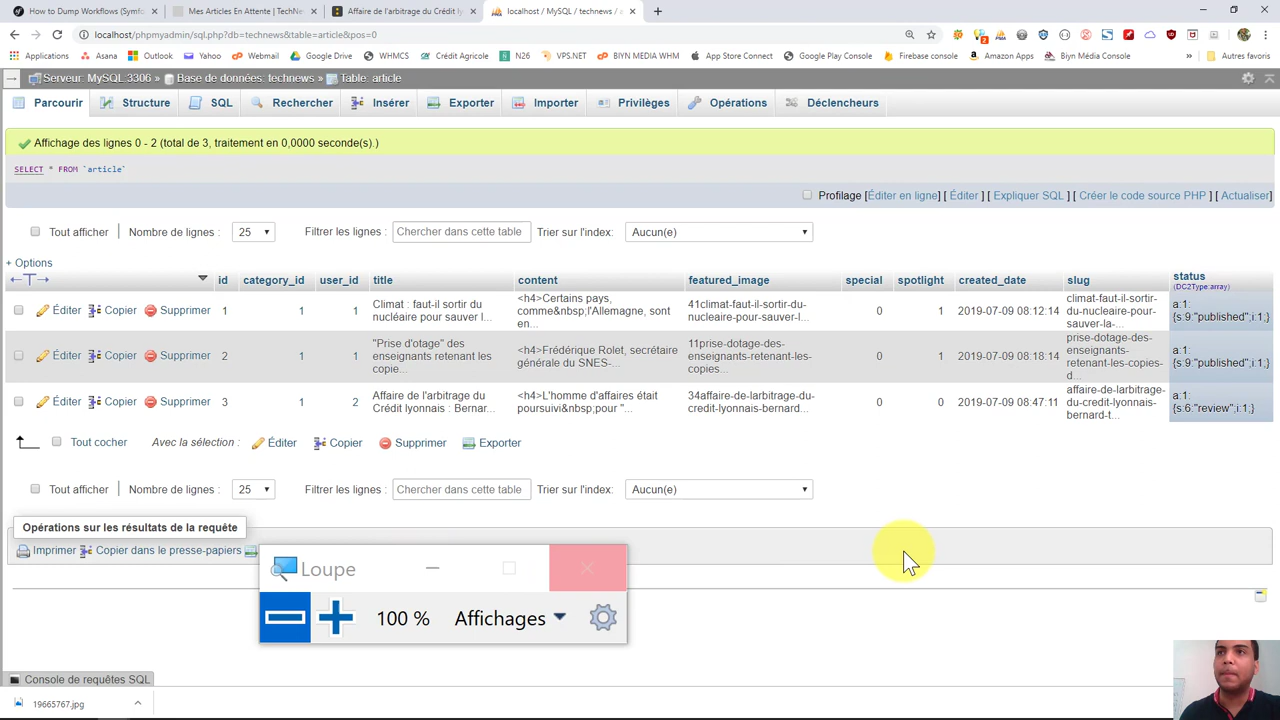 How to Dump Workflows (Symfo
Mes Articles En Attente | TechNe
Affaire de l'arbitrage du Crédit ly
localhost / MySQL / technews / a
localhost/phpmyadmin/sql.php?db=technews&table=article&pos=0
Applications Asana Outlook Yahoo Webmail Google Drive WHMCS Crédit Agricole N26 VPS.NET BIYN MEDIA WHM App Store Connect Google Play Console Firebase console Amazon Apps Biyn Média Console Autres favoris
Serveur: MySQL:3306 » Base de données: technews » Table: article
Parcourir Structure SQL Rechercher Insérer Exporter Importer Privilèges Opérations Déclencheurs
Affichage des lignes 0 - 2 (total de 3, traitement en 0,0000 seconde(s).)
SELECT * FROM `article`
Profilage [Éditer en ligne] [ Éditer ] [ Expliquer SQL ] [ Créer le code source PHP ] [ Actualiser]
Tout afficher | Nombre de lignes : 25 Filtrer les lignes : Chercher dans cette table Trier sur l'index: Aucun(e)
+ Options
←T→ id category_id user_id title content featured_image special spotlight created_date slug status
(DC2Type:array)
Éditer Copier Supprimer 1 1 1 Climat : faut-il sortir du
nucléaire pour sauver l...
<h4>Certains pays,
comme&nbsp;l'Allemagne, sont
en...
41climat-faut-il-sortir-du-
nucleaire-pour-sauver-l...
0 1 2019-07-09 08:12:14
climat-faut-il-sortir-du-
nucleaire-pour-
sauver-la-
a:1:
{s:9:"published";i:1;}
Éditer Copier Supprimer 2 1 1 "Prise d'otage" des
enseignants retenant les
copie...
<h4>Frédérique Rolet, secrétaire
générale du SNES-...
11prise-dotage-des-
enseignants-retenant-les-
copies...
0 1 2019-07-09 08:18:14
prise-dotage-des-
enseignants-
retenant-les-copies-
d...
a:1:
{s:9:"published";i:1;}
Éditer Copier Supprimer 3 1 2 Affaire de l'arbitrage du
Crédit lyonnais : Bernar...
<h4>L'homme d'affaires était
poursuivi&nbsp;pour "...
34affaire-de-larbitrage-du-
credit-lyonnais-bernard...
0 0 2019-07-09 08:47:11
affaire-de-larbitrage-
du-credit-lyonnais-
bernard-t...
a:1:
{s:6:"review";i:1;}
Tout cocher Avec la sélection : Éditer Copier Supprimer Exporter
Tout afficher | Nombre de lignes : 25 Filtrer les lignes : Chercher dans cette table Trier sur l'index: Aucun(e)
Opérations sur les résultats de la requête
Imprimer Copier dans le presse-papiers
Loupe
100 % Affichages
Console de requêtes SQL
19665767.jpg